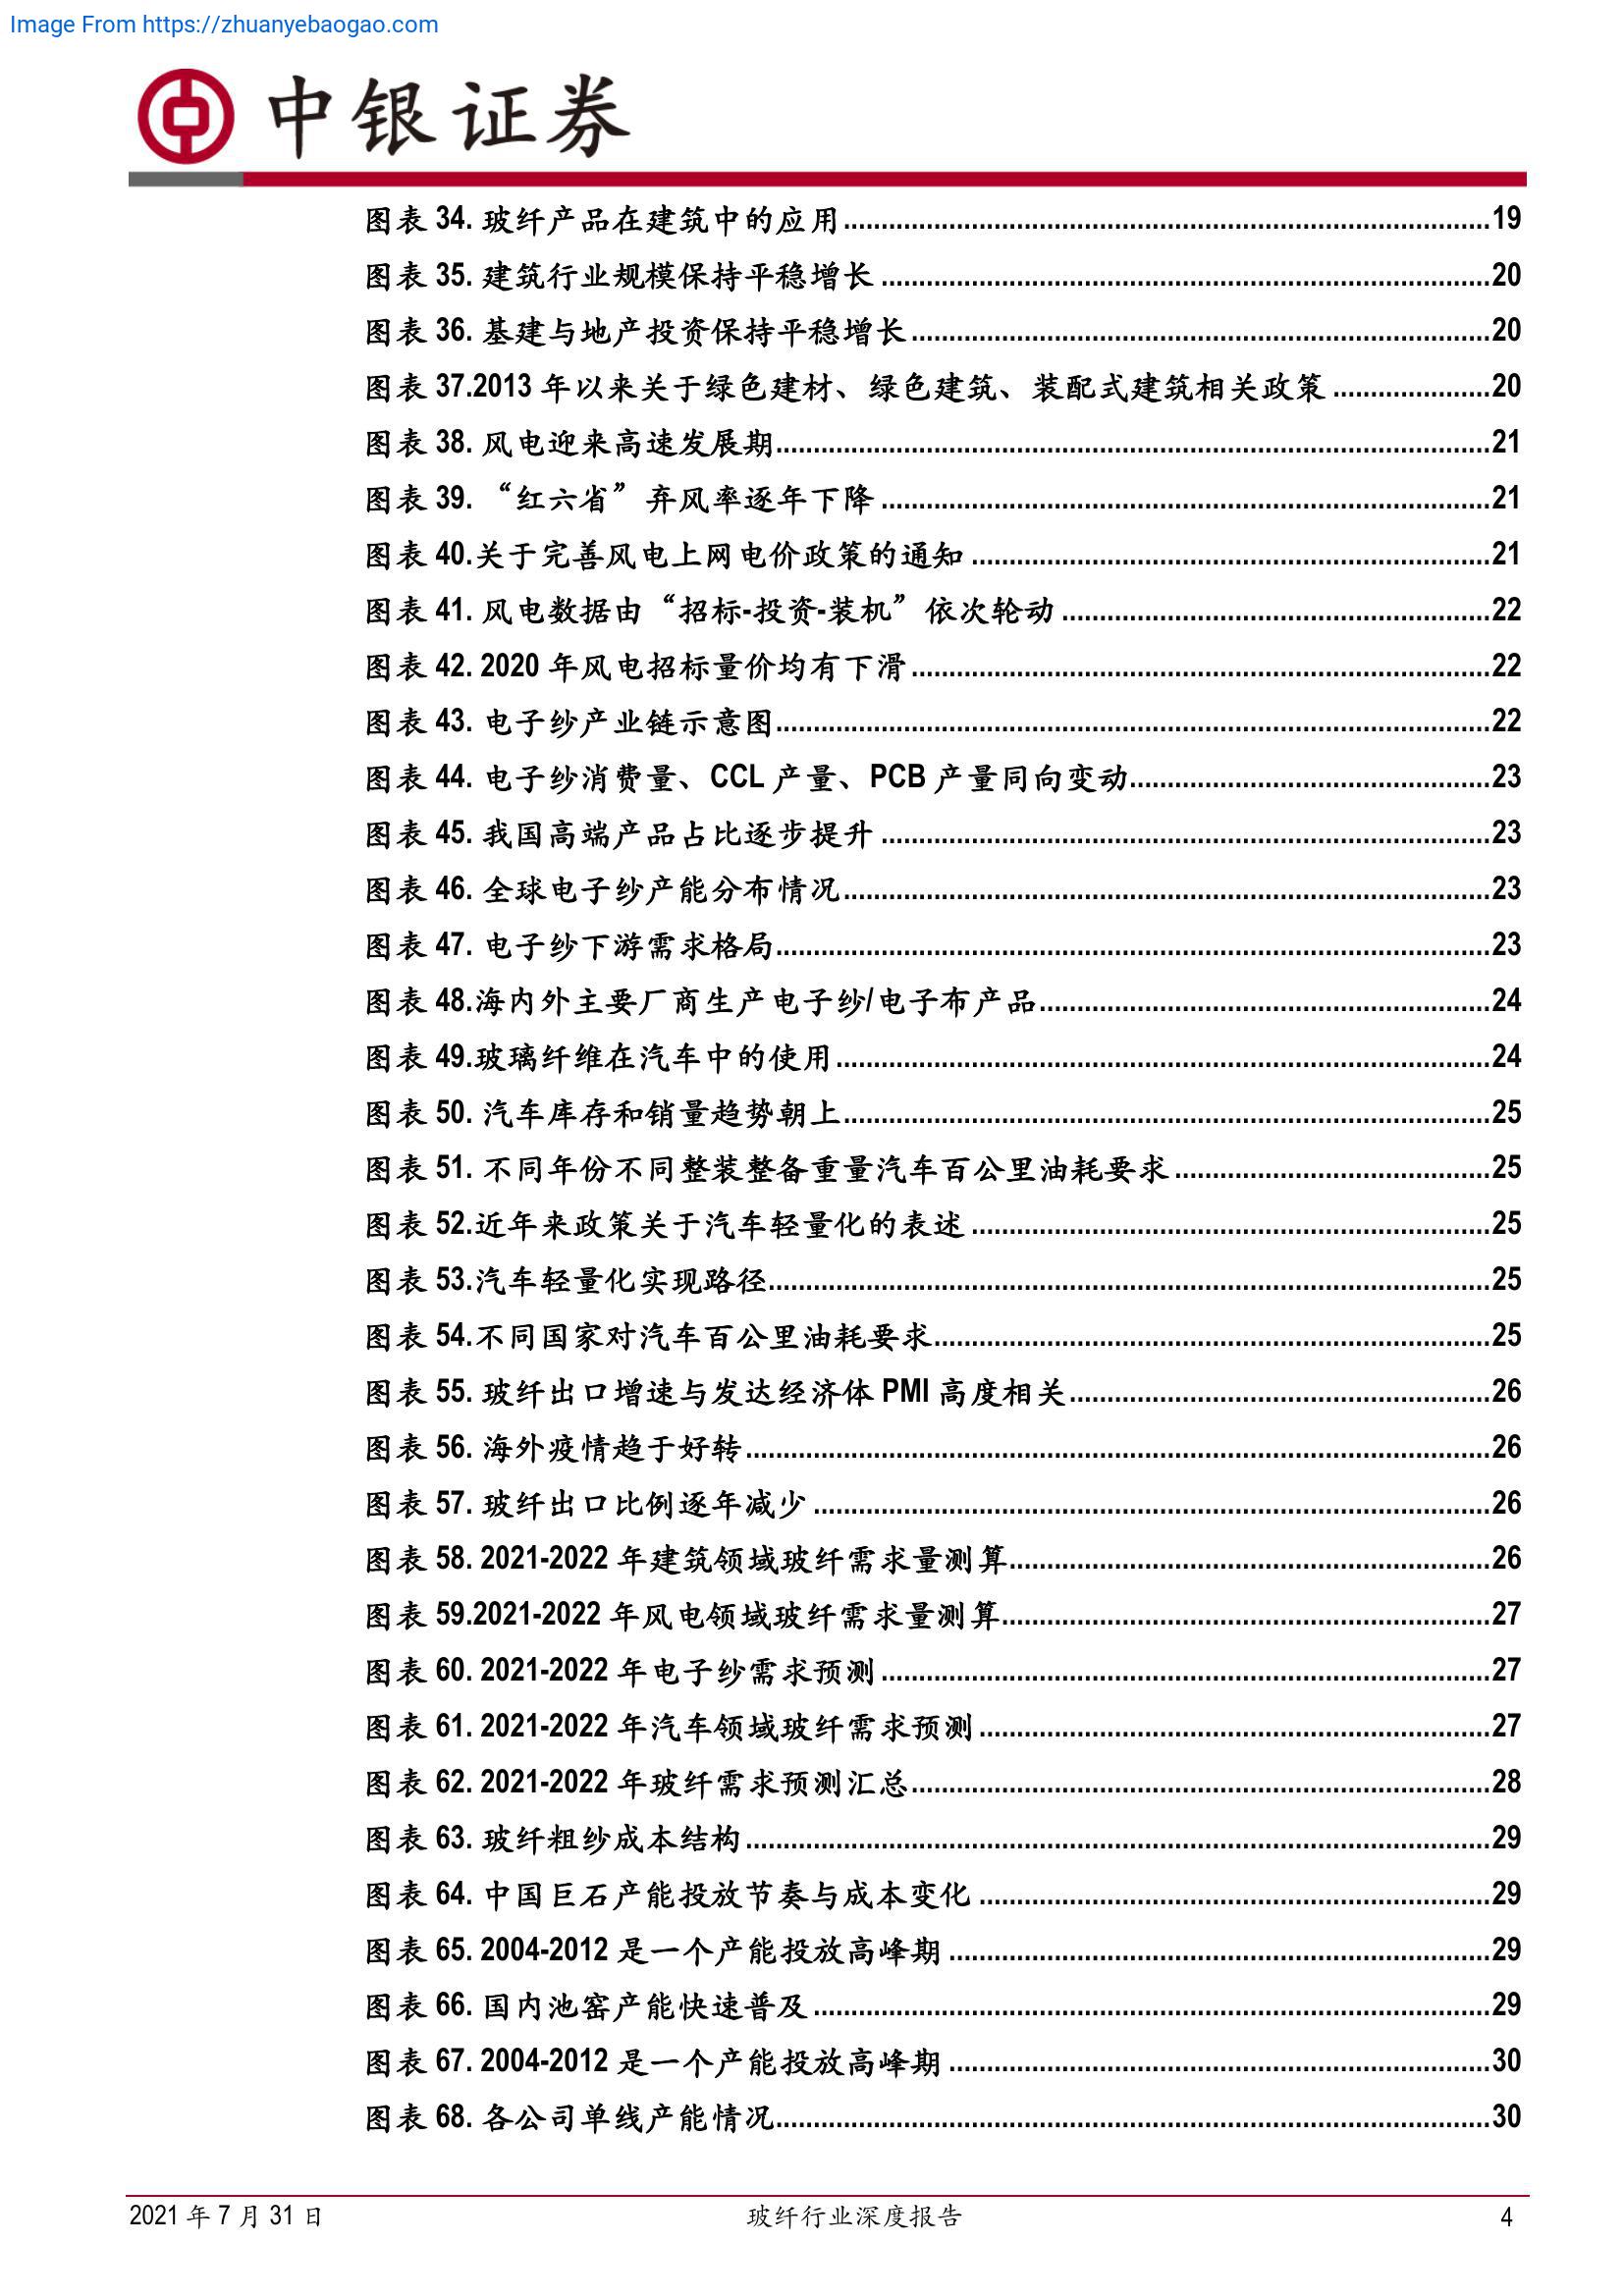 Image From https://zhuanyebaogao.com
中银证券
图表 34. 玻纤产品在建筑中的应用......19
图表 35. 建筑行业规模保持平稳增长......20
图表 36. 基建与地产投资保持平稳增长......20
图表 37.2013 年以来关于绿色建材、绿色建筑、装配式建筑相关政策......20
图表 38. 风电迎来高速发展期......21
图表 39. “红六省”弃风率逐年下降......21
图表 40.关于完善风电上网电价政策的通知......21
图表 41. 风电数据由“招标-投资-装机”依次轮动......22
图表 42. 2020 年风电招标量价均有下滑......22
图表 43. 电子纱产业链示意图......22
图表 44. 电子纱消费量、CCL 产量、PCB 产量同向变动......23
图表 45. 我国高端产品占比逐步提升......23
图表 46. 全球电子纱产能分布情况......23
图表 47. 电子纱下游需求格局......23
图表 48.海内外主要厂商生产电子纱/电子布产品......24
图表 49.玻璃纤维在汽车中的使用......24
图表 50. 汽车库存和销量趋势朝上......25
图表 51. 不同年份不同整装整备重量汽车百公里油耗要求......25
图表 52.近年来政策关于汽车轻量化的表述......25
图表 53.汽车轻量化实现路径......25
图表 54.不同国家对汽车百公里油耗要求......25
图表 55. 玻纤出口增速与发达经济体 PMI 高度相关......26
图表 56. 海外疫情趋于好转......26
图表 57. 玻纤出口比例逐年减少......26
图表 58. 2021-2022 年建筑领域玻纤需求量测算......26
图表 59.2021-2022 年风电领域玻纤需求量测算......27
图表 60. 2021-2022 年电子纱需求预测......27
图表 61. 2021-2022 年汽车领域玻纤需求预测......27
图表 62. 2021-2022 年玻纤需求预测汇总......28
图表 63. 玻纤粗纱成本结构......29
图表 64. 中国巨石产能投放节奏与成本变化......29
图表 65. 2004-2012 是一个产能投放高峰期......29
图表 66. 国内池窑产能快速普及......29
图表 67. 2004-2012 是一个产能投放高峰期......30
图表 68. 各公司单线产能情况......30
2021 年 7 月 31 日 玻纤行业深度报告 4